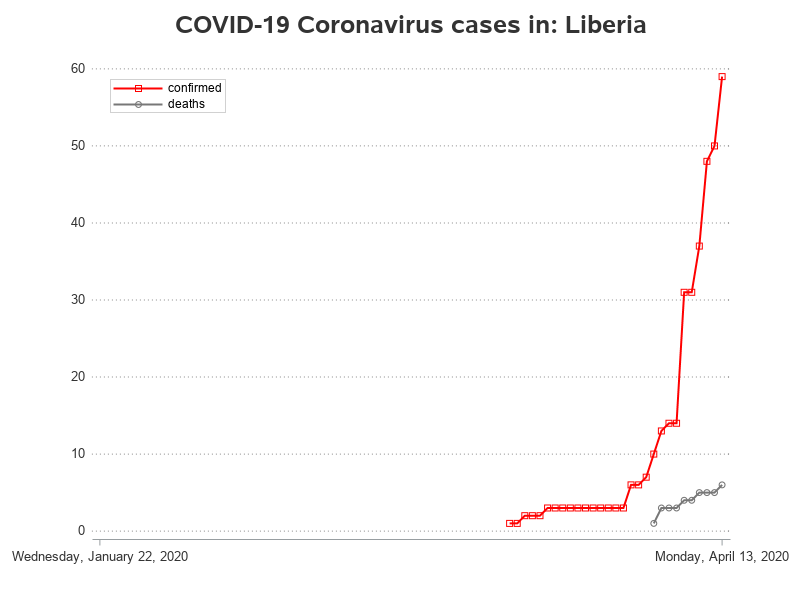 COVID-19 Coronavirus cases in: Liberia
60
confirmed
deaths
50
40
30
20
10
0
Wednesday, January 22, 2020
Monday, April 13, 2020